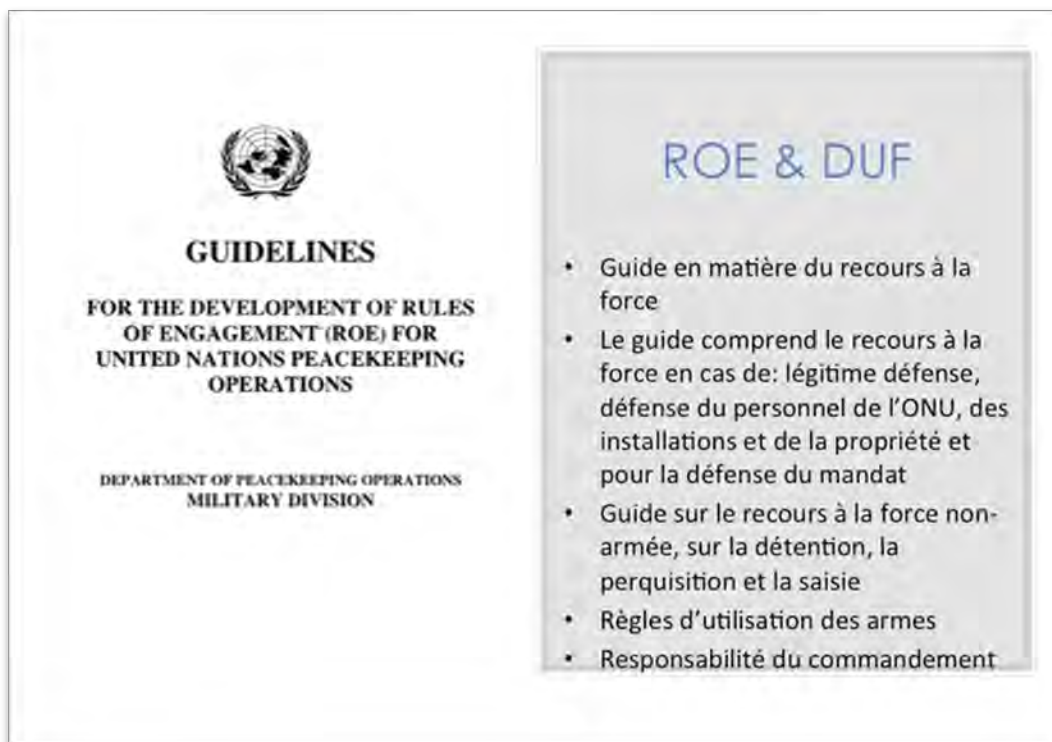 GUIDELINES
FOR THE DEVELOPMENT OF RULES
OF ENGAGEMENT (ROE) FOR
UNITED NATIONS PEACEKEEPING
OPERATIONS
DEPARTMENT OF PEACEKEEPING OPERATIONS
MILITARY DIVISION
ROE & DUF
• Guide en matière du recours à la
force
• Le guide comprend le recours à la
force en cas de: légitime défense,
défense du personnel de l’ONU, des
installations et de la propriété et
pour la défense du mandat
• Guide sur le recours à la force non-
armée, sur la détention, la
perquisition et la saisie
• Règles d’utilisation des armes
• Responsabilité du commandement